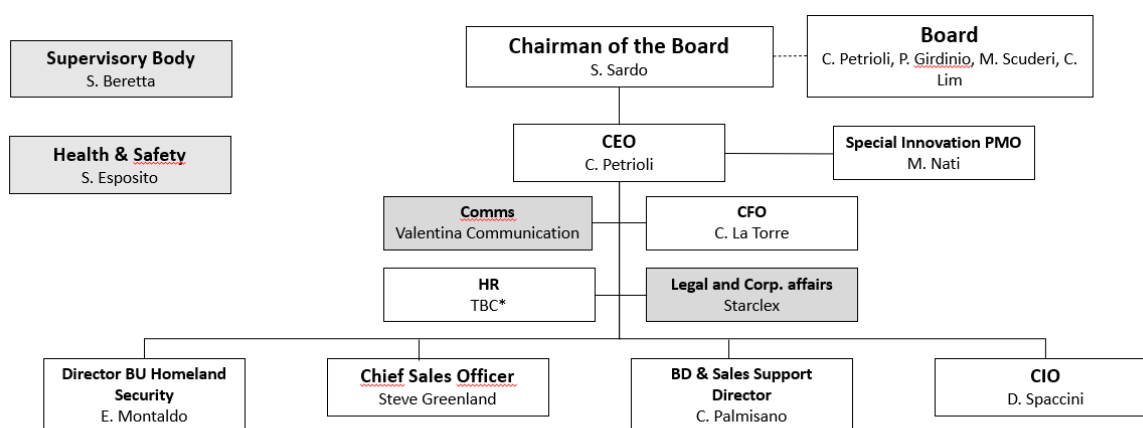 Supervisory Body
S. Beretta
Chairman of the Board
S. Sardo
Board
C. Petrioli, P. Girdinio, M. Scuderi, C.
Lim
Health & Safety
S. Esposito
CEO
C. Petrioli
Special Innovation PMO
M. Nati
Comms
Valentina Communication
CFO
C. La Torre
HR
TBC*
Legal and Corp. affairs
Starclex
Director BU Homeland
Security
E. Montaldo
Chief Sales Officer
Steve Greenland
BD & Sales Support
Director
C. Palmisano
CIO
D. Spaccini